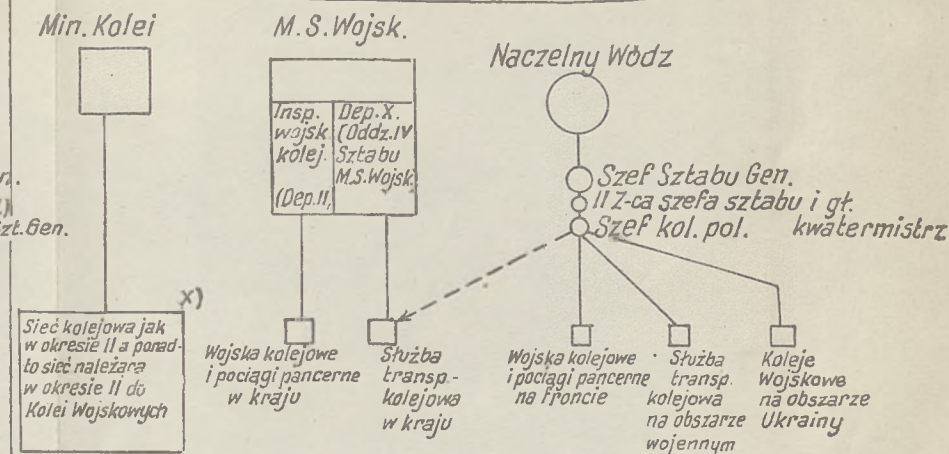 Min. Kolei
M.S.Wojsk.
Naczelny Wódz
Insp.
wojsk
kolej.
(Dep.II,
Dep.X.
(Oddz.IV
Sztabu
M.S.Wojsk.
n.
)
zt.Gen.
Szef Sztabu Gen.
II Z-ca szefa sztabu i gł.
Szef kol. pol. kwatermistrz
x)
Sieć kolejowa jak
w okresie II a ponad-
to sieć należąca
w okresie II do
Kolei Wojskowych
Wojska kolejowe
i pociągi pancerne
w kraju
Służba
transp.-
kolejowa
w kraju
Wojska kolejowe
i pociągi pancerne
na froncie
Służba
transp.
kolejowa
na obszarze
wojennym
Koleje
Wojskowe
na obszarze
Ukrainy